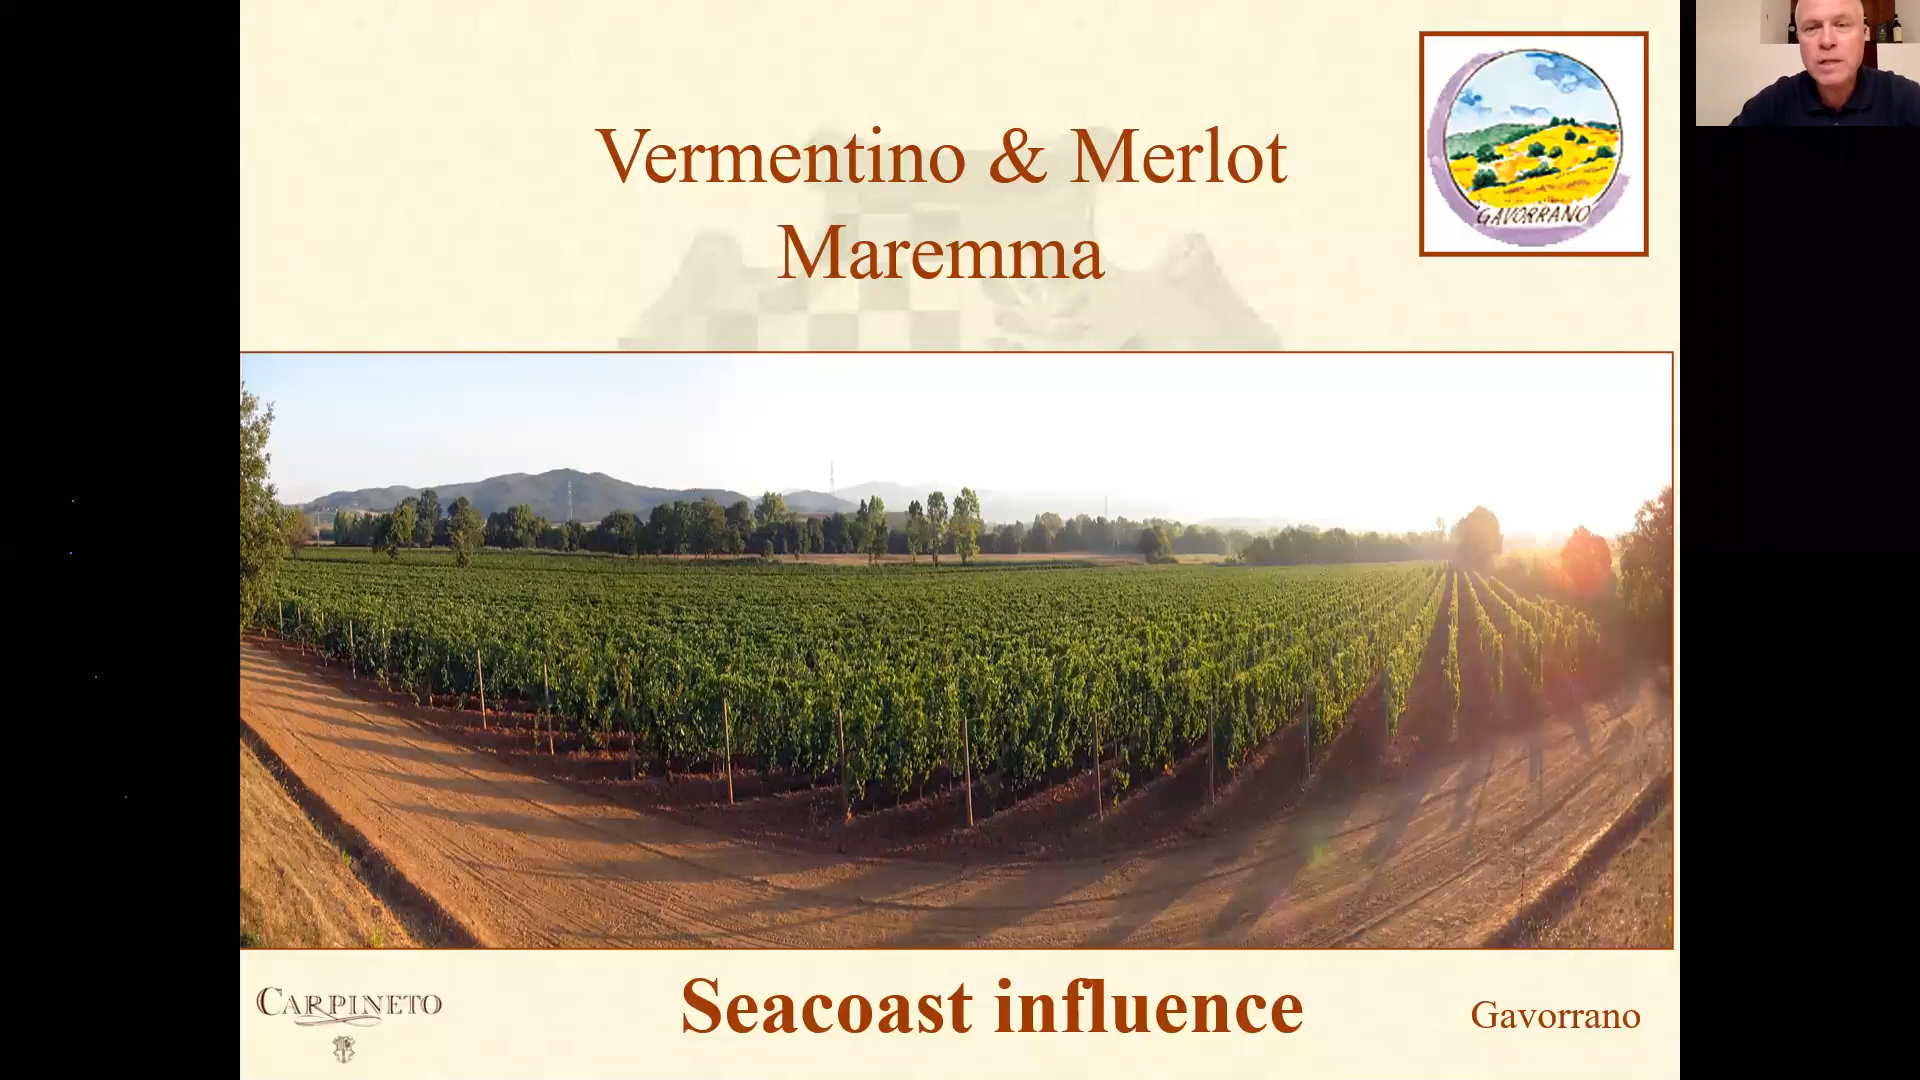 Vermentino & Merlot
Maremma
GAVORRANO
CARPINETO
Seacoast influence
Gavorrano